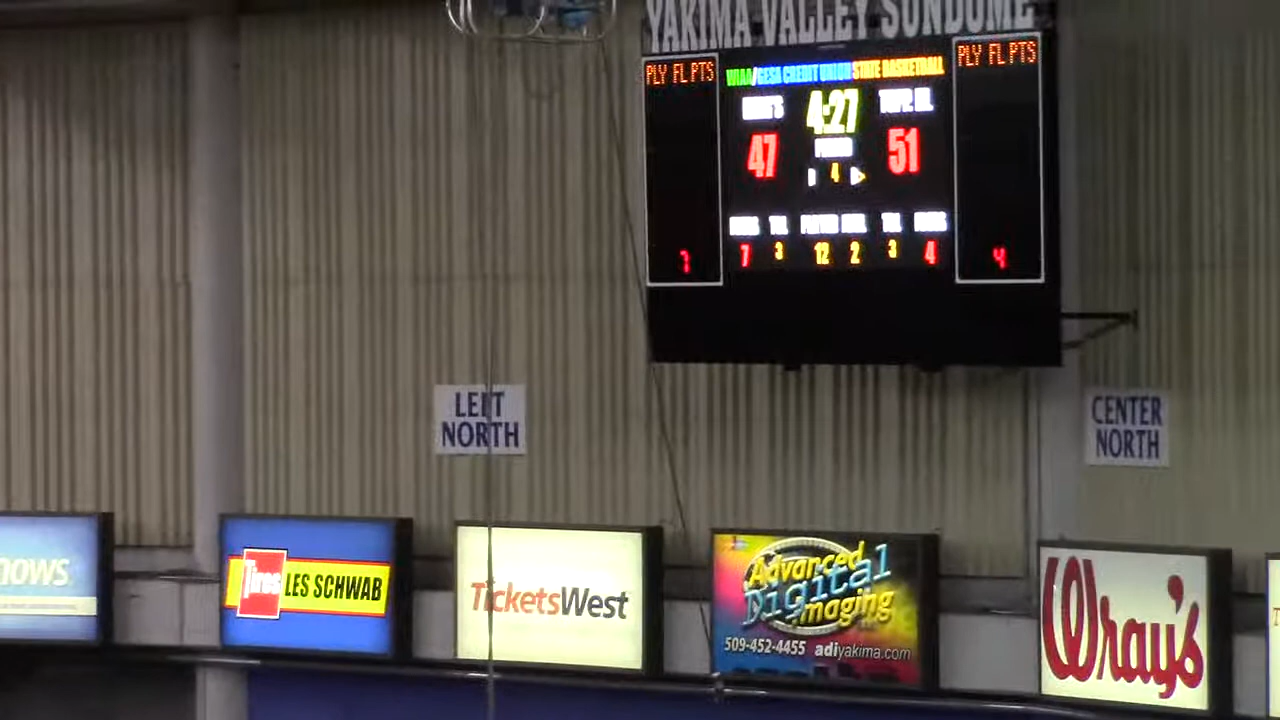 YAKIMA VALLEY SUNDOME
PLY FL PTS
PLY FL PTS
WIAA/GESA CREDIT UNION STATE BASKETBALL
4:27
47
51
4
7 3 12 2 3 4
7
4
LEFT
NORTH
CENTER
NORTH
nows
Tires LES SCHWAB
TicketsWest
Advanced
Digital
Imaging
509-452-4455 adiyakima.com
Wray's